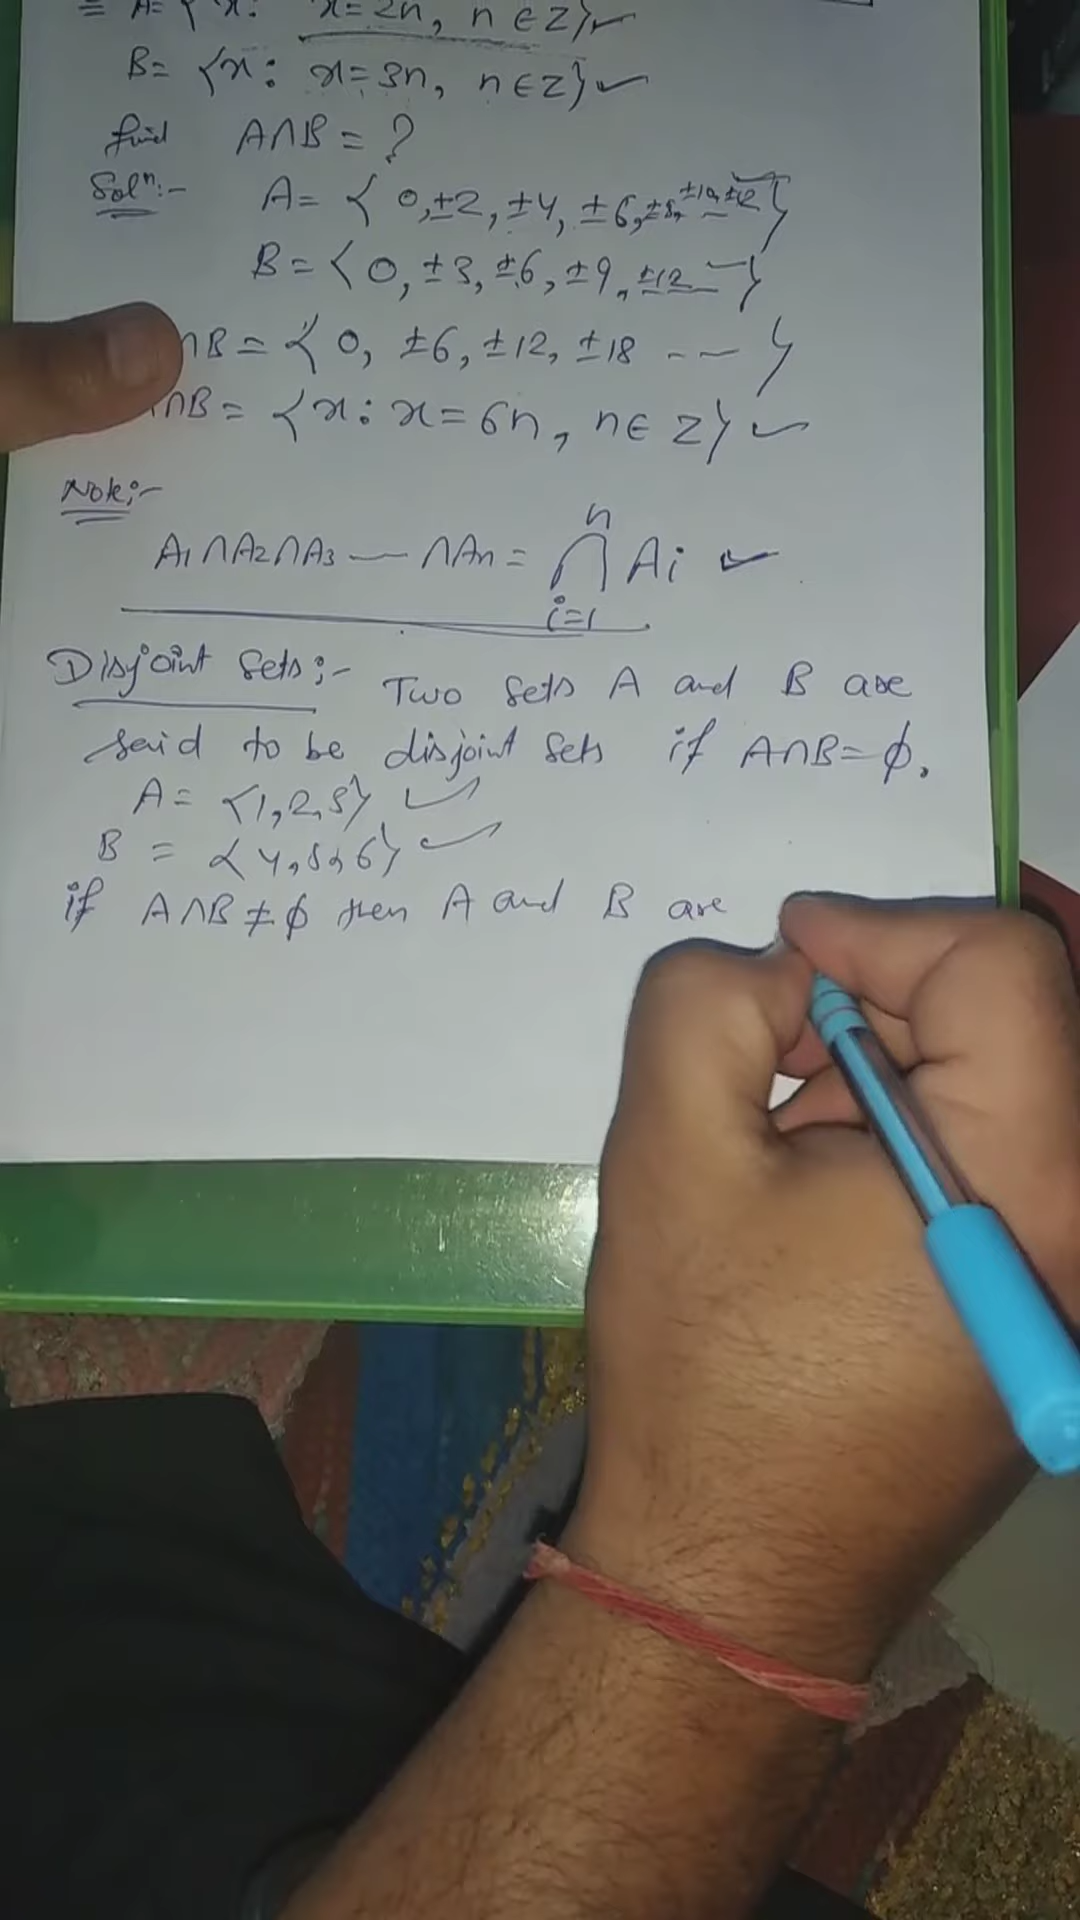 = A= {x: x=2n, n∈Z}
B= {x: x=3n, n∈Z}
find A∩B = ?
Solⁿ:-
A= { 0,±2, ±4, ±6,±8,±10,±12 }
B= {0, ±3, ±6, ±9, ±12 -- }
∩B = { 0, ±6, ±12, ±18 --- }
∩B = {x: x= 6n, n∈ Z}
Note:-
A1∩A2∩A3 — ∩An = n ∩ i=1 Ai
Disjoint Sets:- Two sets A and B are
said to be disjoint sets if A∩B=ϕ.
A= {1,2,3}
B = {4,5,6}
if A∩B≠ϕ then A and B are